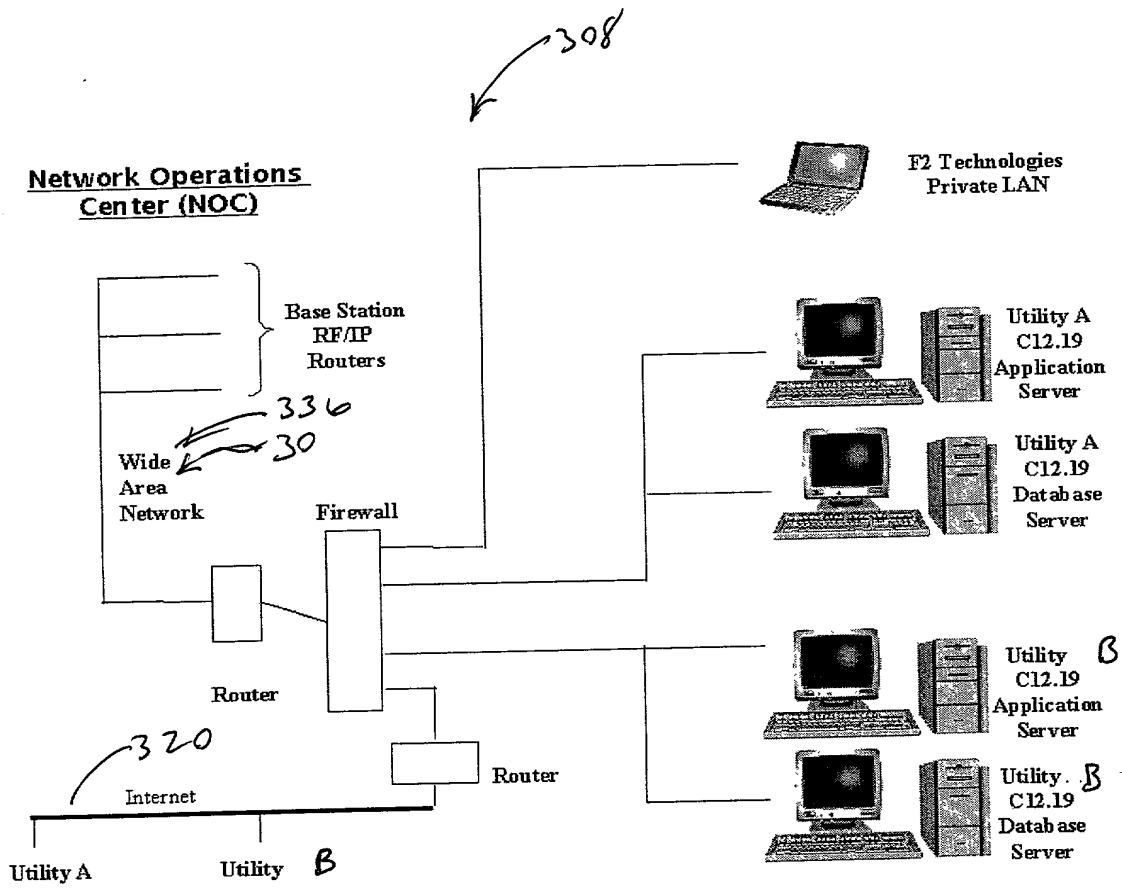 308
Network Operations
Center (NOC)
F2 Technologies
Private LAN
Base Station
RF/IP
Routers
Utility A
C12.19
Application
Server
336
30
Wide
Area
Network
Utility A
C12.19
Database
Server
Firewall
Router
Utility B
C12.19
Application
Server
320
Internet
Router
Utility B
C12.19
Database
Server
Utility A
Utility B